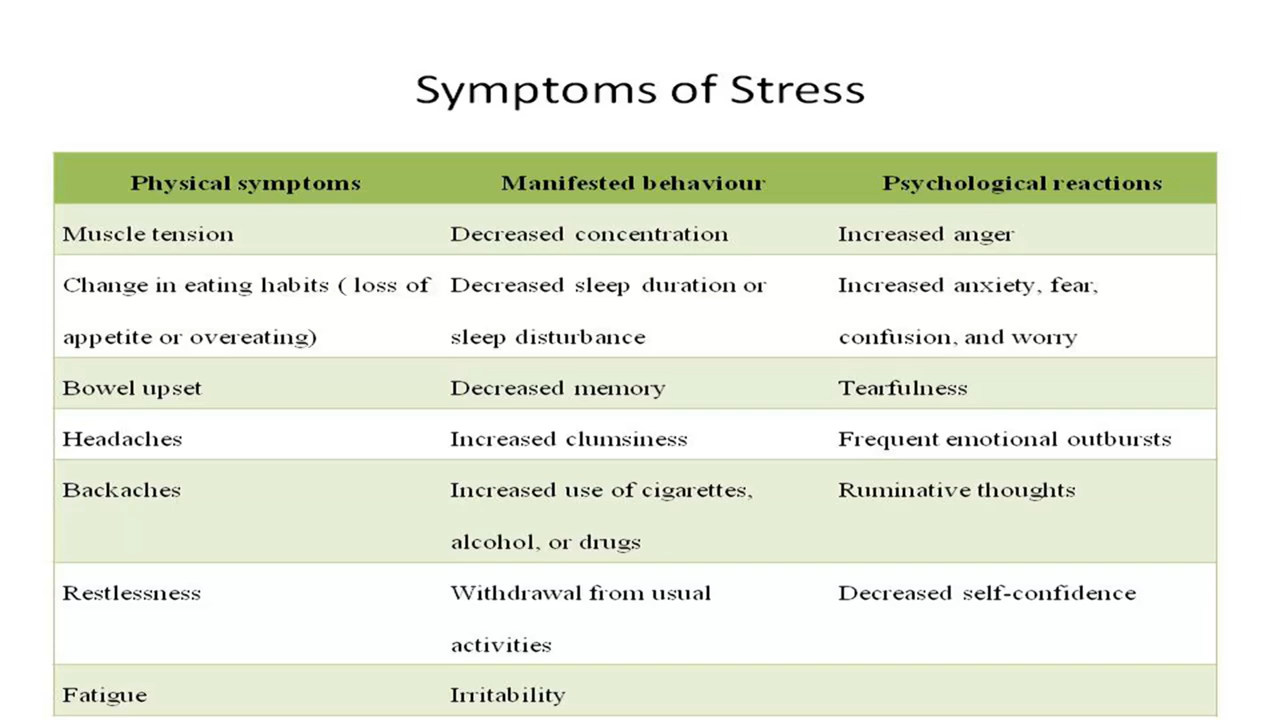 Symptoms of Stress
Physical symptoms Manifested behaviour Psychological reactions
Muscle tension Decreased concentration Increased anger
Change in eating habits ( loss of Decreased sleep duration or Increased anxiety, fear,
appetite or overeating) sleep disturbance confusion, and worry
Bowel upset Decreased memory Tearfulness
Headaches Increased clumsiness Frequent emotional outbursts
Backaches Increased use of cigarettes, Ruminative thoughts
alcohol, or drugs
Restlessness Withdrawal from usual Decreased self-confidence
activities
Fatigue Irritability